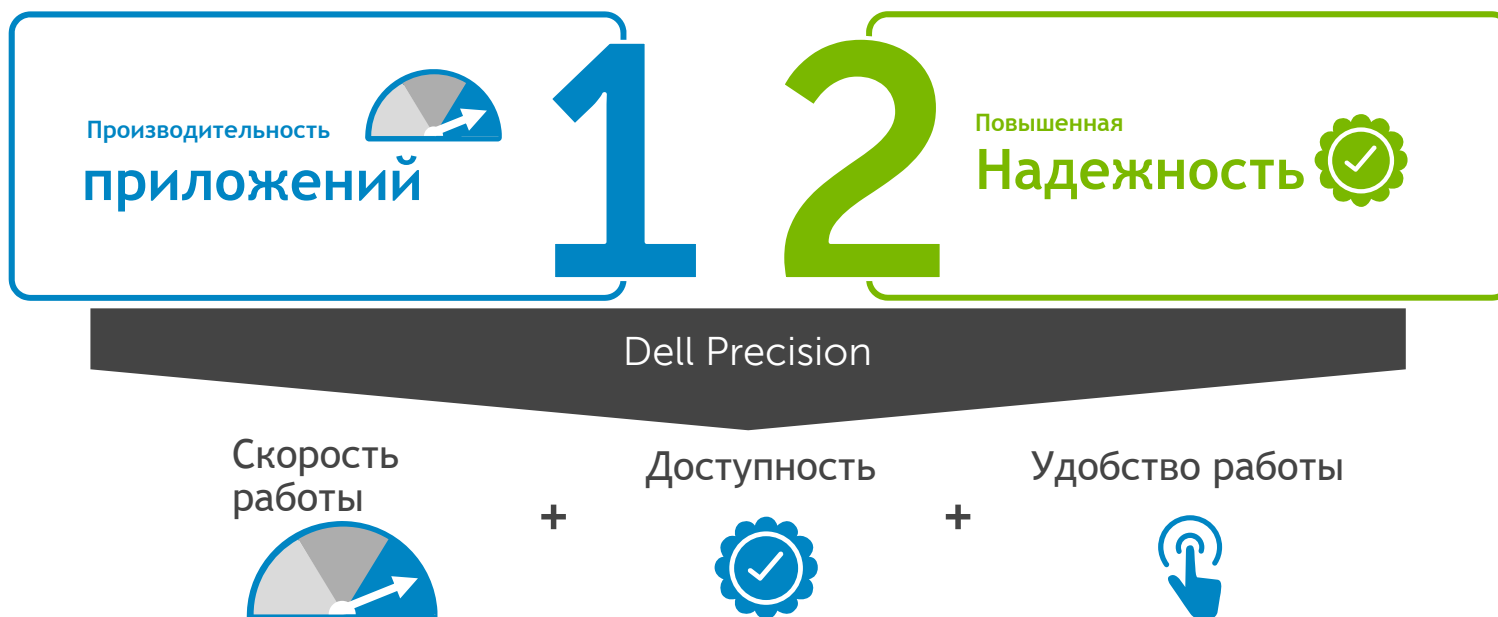 Производительность
приложений
1
2
Повышенная
Надежность
Dell Precision
Скорость
работы
+
Доступность
+
Удобство работы